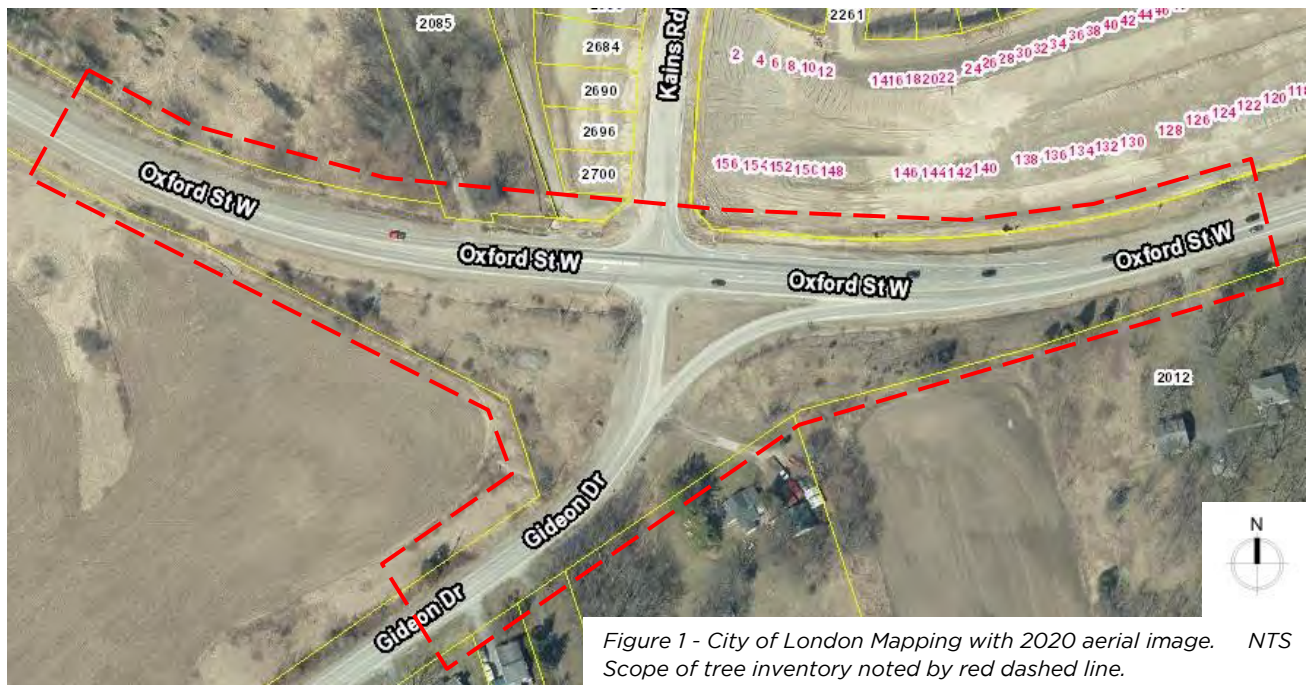 2085
2684
2690
2696
2700
Kains Rd
2261
2 4 6 8 10 12
14 16 18 20 22 24 26 28 30 32 34 36 38 40 42 44 46
156 154 152 150 148 146 144 142 140 138 136 134 132 130 128 126 124 122 120 118
Oxford St W
Oxford St W
Oxford St W
Oxford St W
2012
Gideon Dr
Gideon Dr
N
Figure 1 - City of London Mapping with 2020 aerial image. NTS
Scope of tree inventory noted by red dashed line.